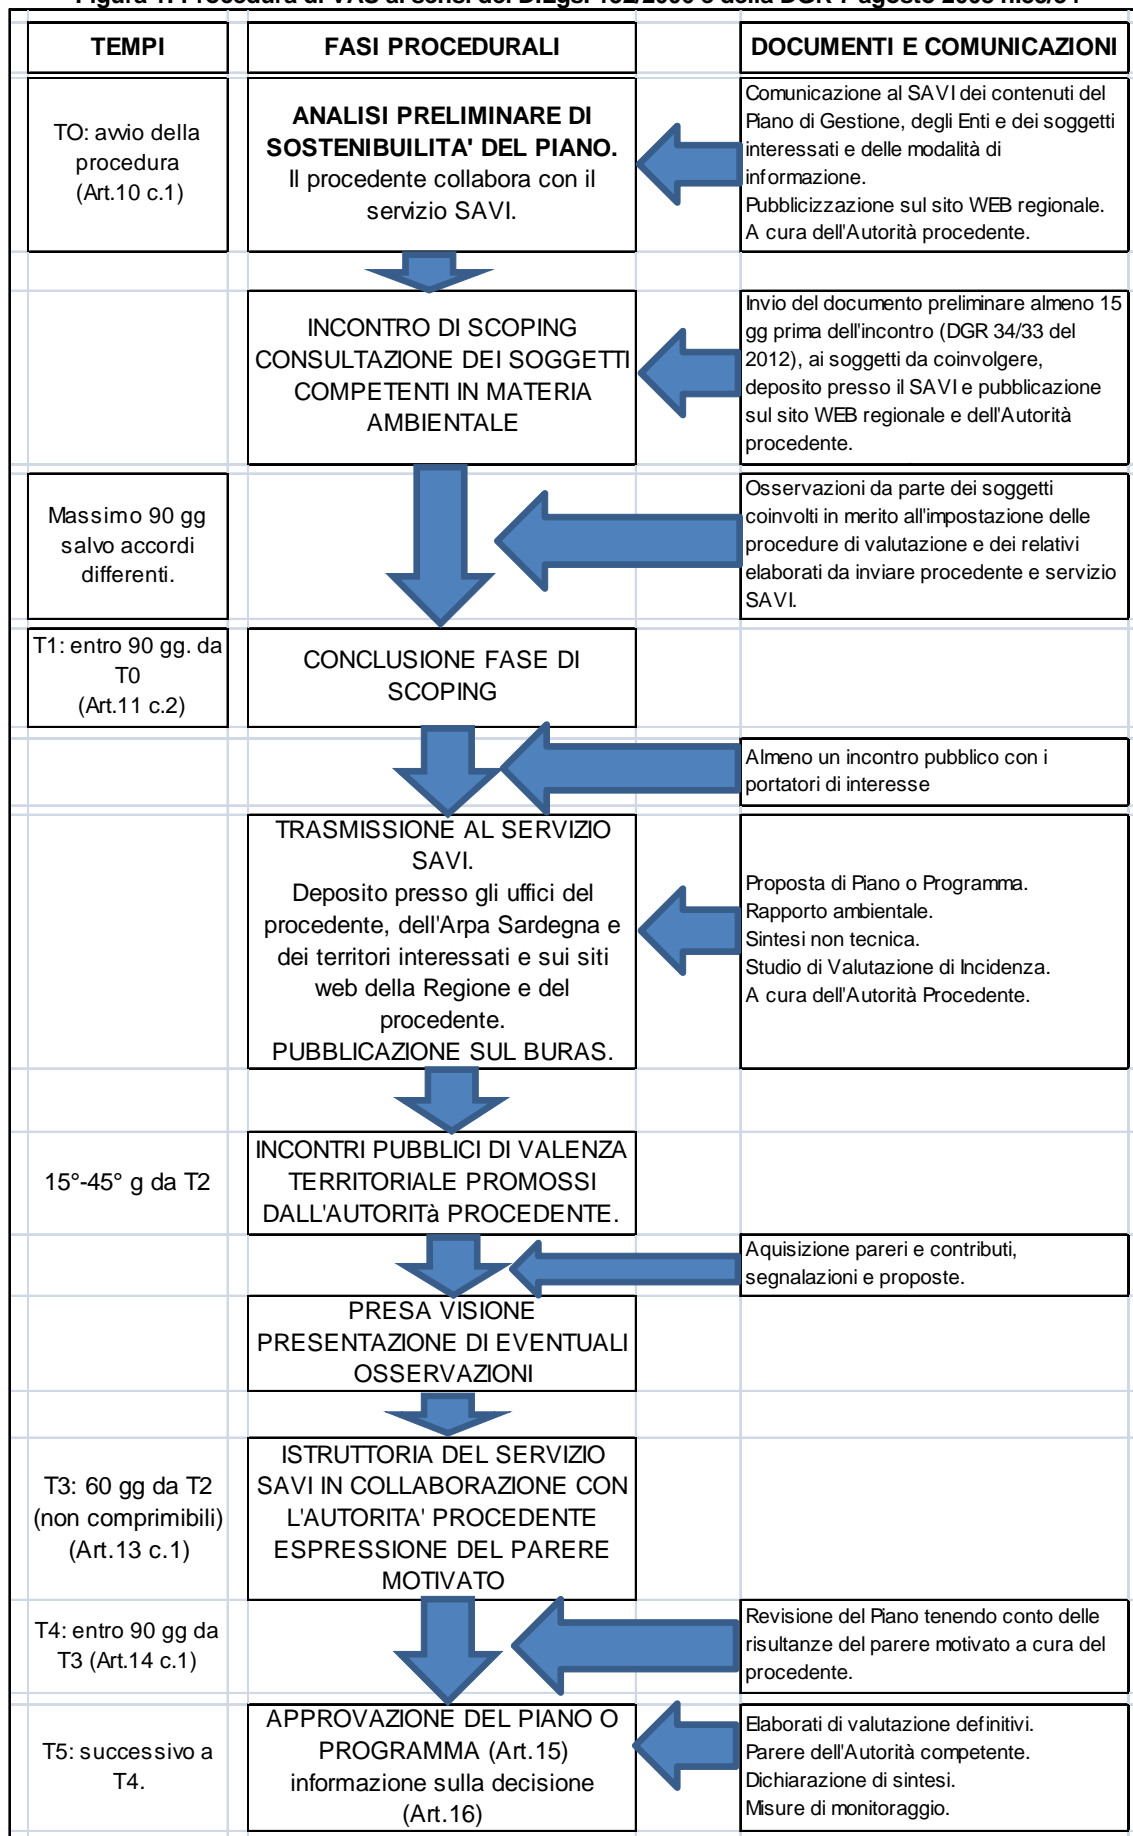 TEMPI
FASI PROCEDURALI
DOCUMENTI E COMUNICAZIONI
TO: avvio della
procedura
(Art.10 c.1)
ANALISI PRELIMINARE DI
SOSTENIBUILITA' DEL PIANO.
Il procedente collabora con il
servizio SAVI.
Comunicazione al SAVI dei contenuti del
Piano di Gestione, degli Enti e dei soggetti
interessati e delle modalità di
informazione.
Pubblicizzazione sul sito WEB regionale.
A cura dell'Autorità procedente.
INCONTRO DI SCOPING
CONSULTAZIONE DEI SOGGETTI
COMPETENTI IN MATERIA
AMBIENTALE
Invio del documento preliminare almeno 15
gg prima dell'incontro (DGR 34/33 del
2012), ai soggetti da coinvolgere,
deposito presso il SAVI e pubblicazione
sul sito WEB regionale e dell'Autorità
procedente.
Massimo 90 gg
salvo accordi
differenti.
Osservazioni da parte dei soggetti
coinvolti in merito all'impostazione delle
procedure di valutazione e dei relativi
elaborati da inviare procedente e servizio
SAVI.
T1: entro 90 gg. da
T0
(Art.11 c.2)
CONCLUSIONE FASE DI
SCOPING
Almeno un incontro pubblico con i
portatori di interesse
TRASMISSIONE AL SERVIZIO
SAVI.
Deposito presso gli uffici del
procedente, dell'Arpa Sardegna e
dei territori interessati e sui siti
web della Regione e del
procedente.
PUBBLICAZIONE SUL BURAS.
Proposta di Piano o Programma.
Rapporto ambientale.
Sintesi non tecnica.
Studio di Valutazione di Incidenza.
A cura dell'Autorità Procedente.
15°-45° g da T2
INCONTRI PUBBLICI DI VALENZA
TERRITORIALE PROMOSSI
DALL'AUTORITà PROCEDENTE.
Aquisizione pareri e contributi,
segnalazioni e proposte.
PRESA VISIONE
PRESENTAZIONE DI EVENTUALI
OSSERVAZIONI
T3: 60 gg da T2
(non comprimibili)
(Art.13 c.1)
ISTRUTTORIA DEL SERVIZIO
SAVI IN COLLABORAZIONE CON
L'AUTORITA' PROCEDENTE
ESPRESSIONE DEL PARERE
MOTIVATO
T4: entro 90 gg da
T3 (Art.14 c.1)
Revisione del Piano tenendo conto delle
risultanze del parere motivato a cura del
procedente.
T5: successivo a
T4.
APPROVAZIONE DEL PIANO O
PROGRAMMA (Art.15)
informazione sulla decisione
(Art.16)
Elaborati di valutazione definitivi.
Parere dell'Autorità competente.
Dichiarazione di sintesi.
Misure di monitoraggio.